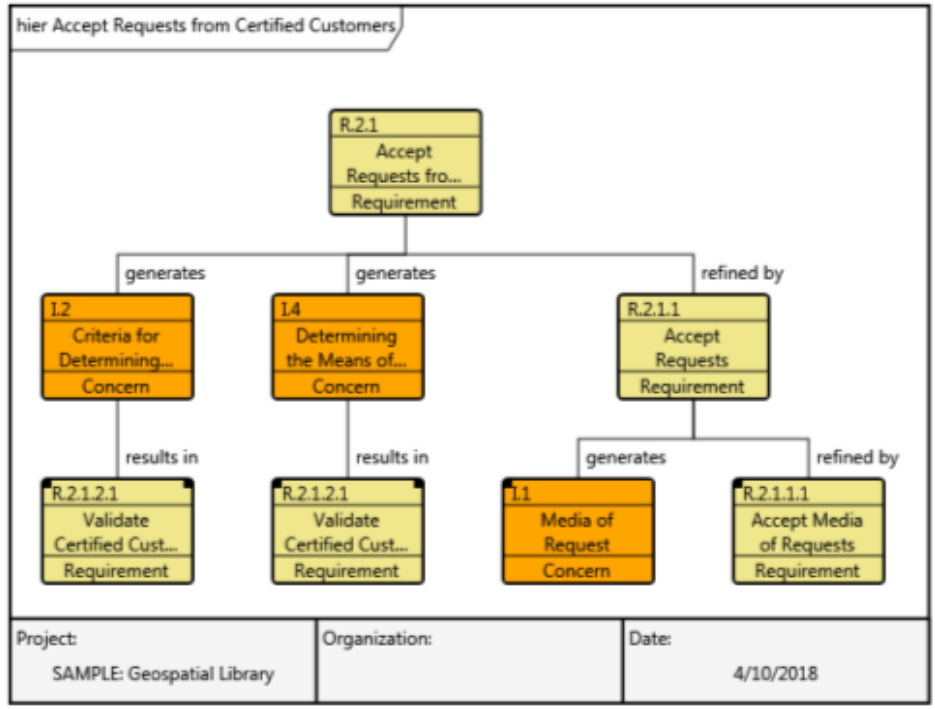 hier Accept Requests from Certified Customers
R.2.1
Accept
Requests fro...
Requirement
generates
generates
refined by
I.2
Criteria for
Determining...
Concern
I.4
Determining
the Means of...
Concern
R.2.1.1
Accept
Requests
Requirement
results in
results in
generates
refined by
R.2.1.2.1
Validate
Certified Cust...
Requirement
R.2.1.2.1
Validate
Certified Cust...
Requirement
I.1
Media of
Request
Concern
R.2.1.1.1
Accept Media
of Requests
Requirement
Project:
SAMPLE: Geospatial Library
Organization:
Date:
4/10/2018